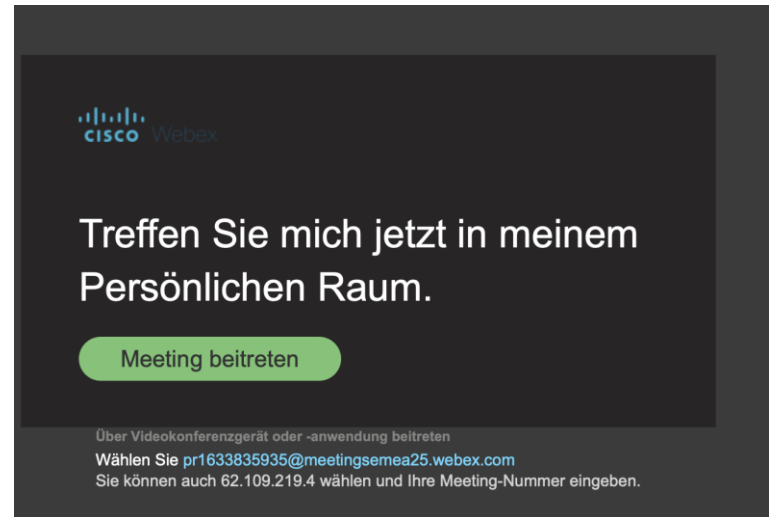 cisco Webex
Treffen Sie mich jetzt in meinem
Persönlichen Raum.
Meeting beitreten
Über Videokonferenzgerät oder -anwendung beitreten
Wählen Sie pr1633835935@meetingsemea25.webex.com
Sie können auch 62.109.219.4 wählen und Ihre Meeting-Nummer eingeben.